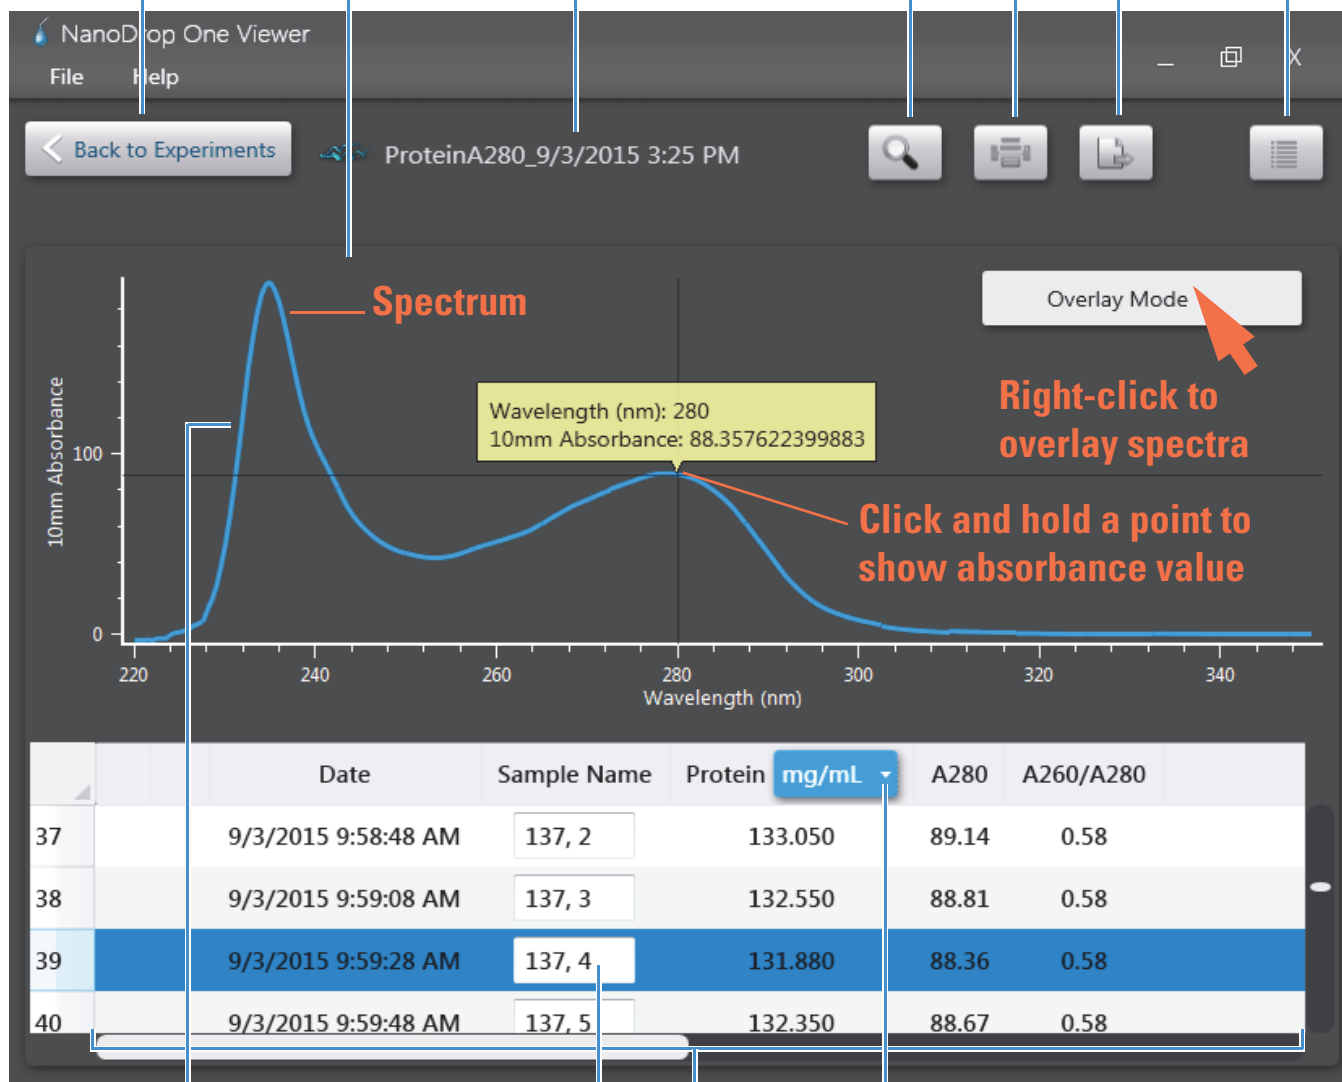 NanoDrop One Viewer
File Help
Back to Experiments
ProteinA280_9/3/2015 3:25 PM
Spectrum
Overlay Mode
Right-click to
overlay spectra
Wavelength (nm): 280
10mm Absorbance: 88.357622399883
Click and hold a point to
show absorbance value
10mm Absorbance
100
0
220 240 260 280 300 320 340
Wavelength (nm)
Date Sample Name Protein mg/mL A280 A260/A280
37 9/3/2015 9:58:48 AM 137, 2 133.050 89.14 0.58
38 9/3/2015 9:59:08 AM 137, 3 132.550 88.81 0.58
39 9/3/2015 9:59:28 AM 137, 4 131.880 88.36 0.58
40 9/3/2015 9:59:48 AM 137, 5 132.350 88.67 0.58